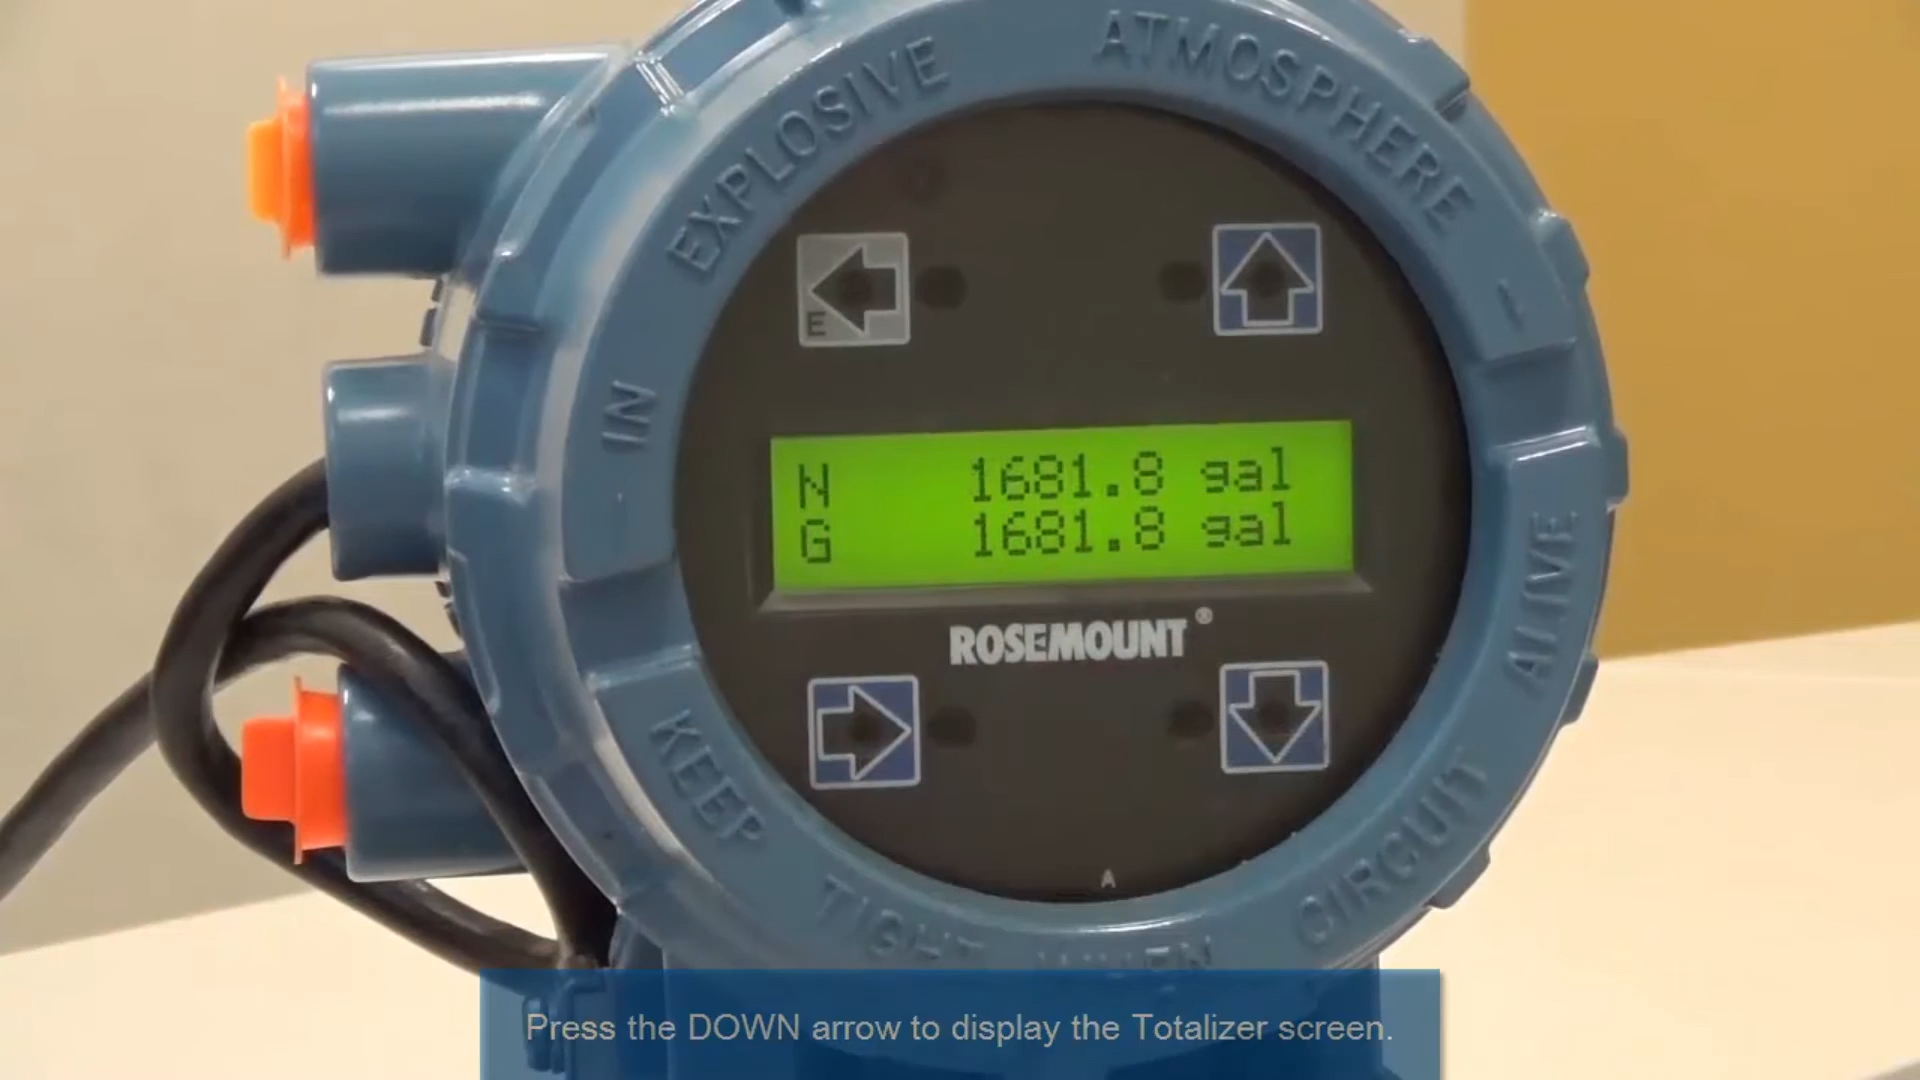 IN EXPLOSIVE ATMOSPHERE -
E
N 1681.8 gal
G 1681.8 gal
ROSEMOUNT®
KEEP TIGHT WHEN CIRCUIT ALIVE
A
Press the DOWN arrow to display the Totalizer screen.